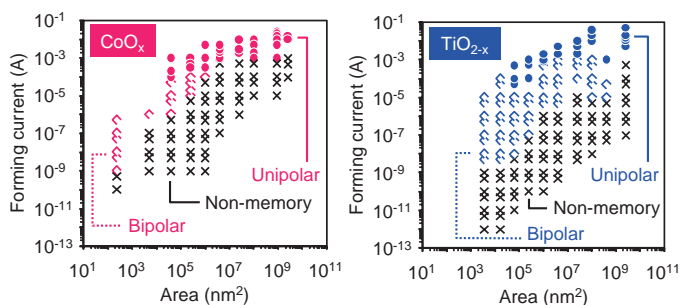 Forming current (A)
10-1
10-3
10-5
10-7
10-9
10-11
10-13
CoOx
Unipolar
Non-memory
Bipolar
101 103 105 107 109 1011
Area (nm2)
Forming current (A)
10-1
10-3
10-5
10-7
10-9
10-11
10-13
TiO2-x
Unipolar
Non-memory
Bipolar
101 103 105 107 109 1011
Area (nm2)